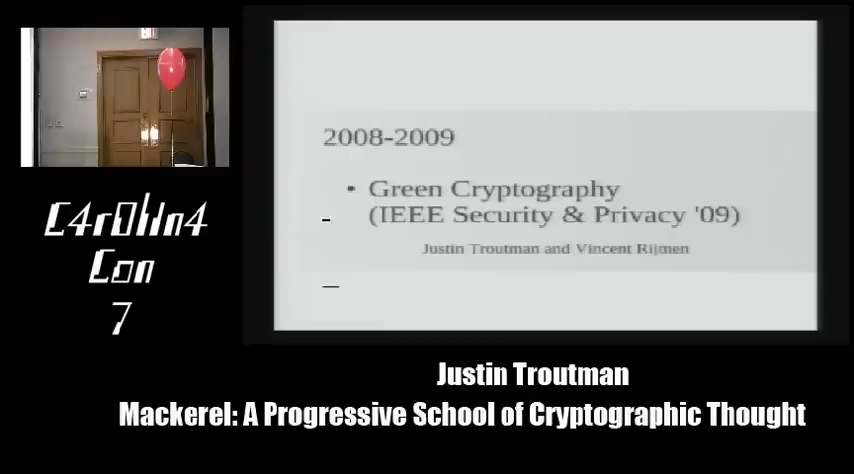 C4r0l1n4
Con
7
2008-2009
• Green Cryptography
(IEEE Security & Privacy '09)
Justin Troutman and Vincent Rijmen
Justin Troutman
Mackerel: A Progressive School of Cryptographic Thought